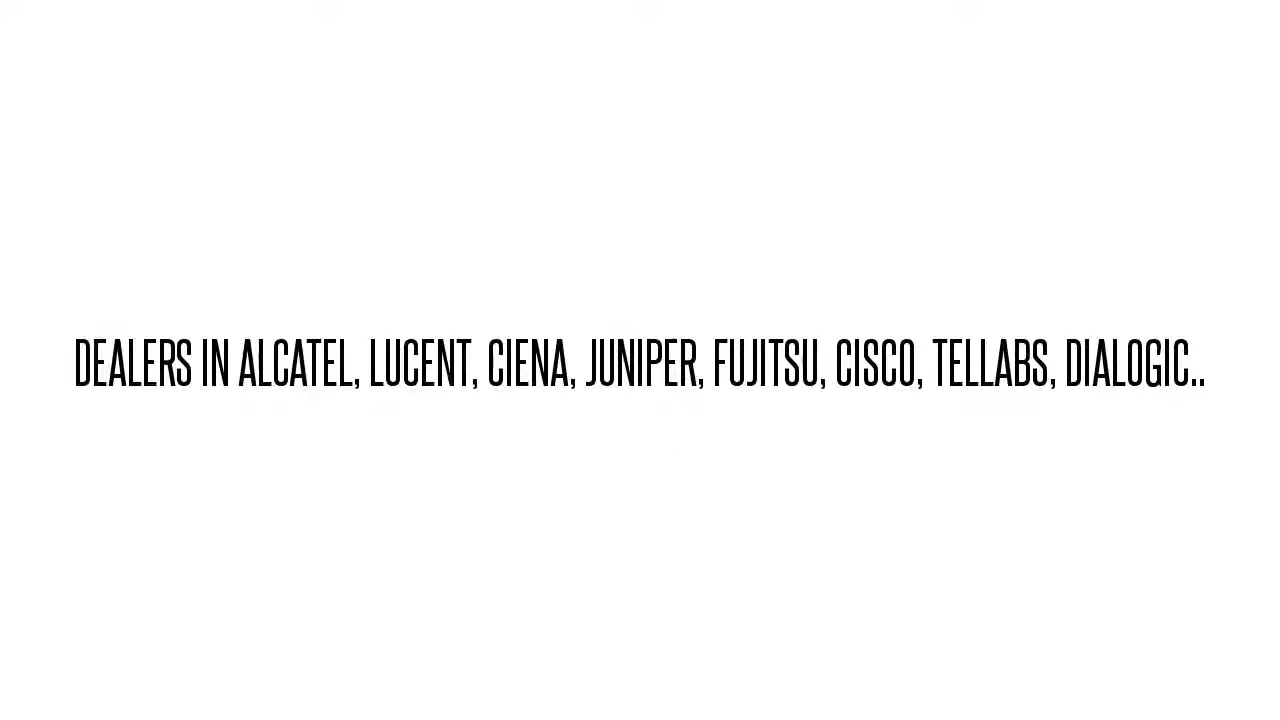 DEALERS IN ALCATEL, LUCENT, CIENA, JUNIPER, FUJITSU, CISCO, TELLABS, DIALOGIC..